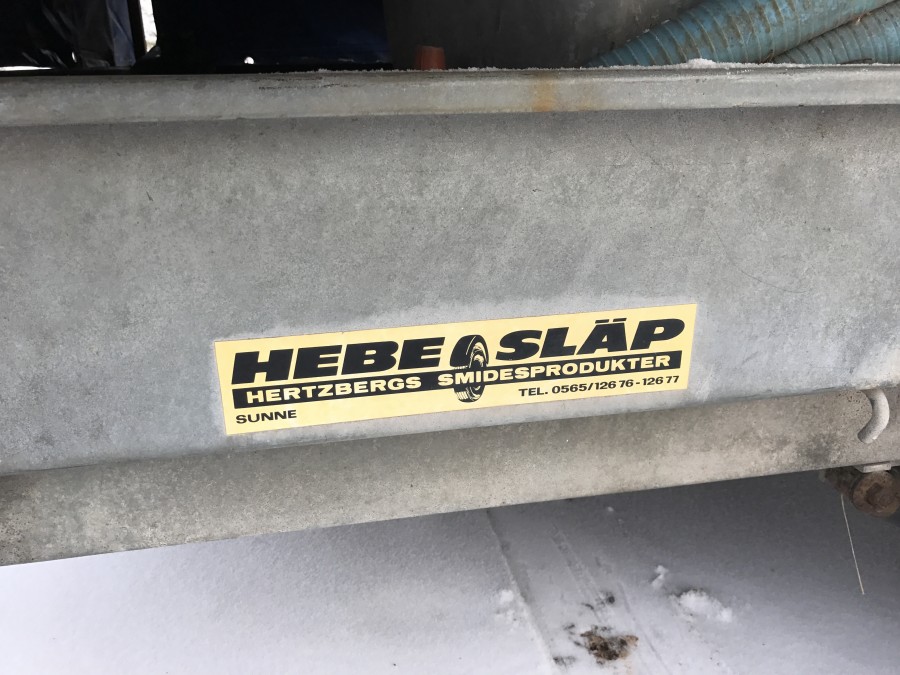 HEBE SLÄP
HERTZBERGS SMIDESPRODUKTER
SUNNE
TEL. 0565/126 76-126 77